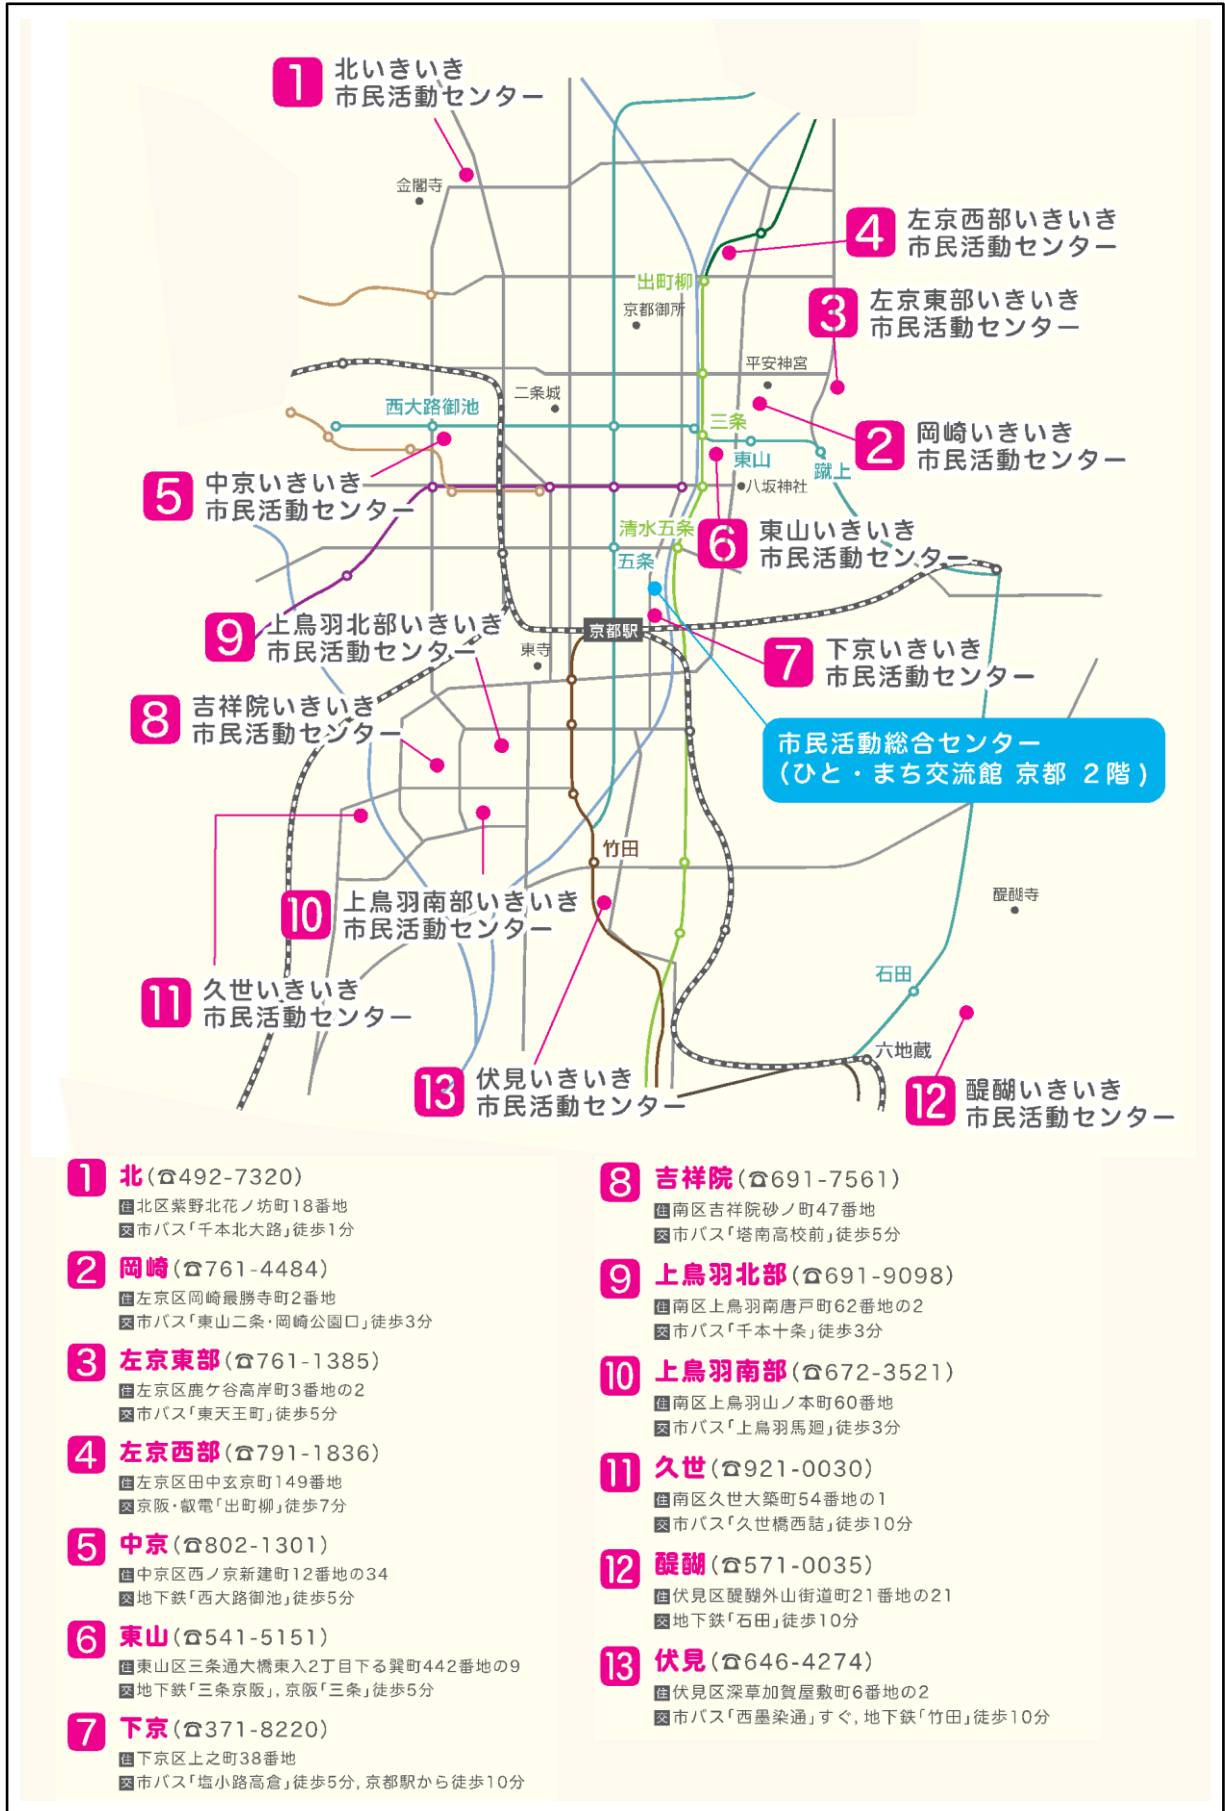 1 北いきいき
市民活動センター
金閣寺
4 左京西部いきいき
市民活動センター
出町柳
京都御所
3 左京東部いきいき
市民活動センター
平安神宮
二条城
西大路御池
三条
2 岡崎いきいき
市民活動センター
東山
蹴上
5 中京いきいき
市民活動センター
八坂神社
清水五条
6 東山いきいき
市民活動センター
五条
9 上鳥羽北部いきいき
市民活動センター
京都駅
東寺
7 下京いきいき
市民活動センター
8 吉祥院いきいき
市民活動センター
市民活動総合センター
(ひと・まち交流館 京都 2階)
竹田
10 上鳥羽南部いきいき
市民活動センター
醍醐寺
石田
11 久世いきいき
市民活動センター
六地蔵
13 伏見いきいき
市民活動センター
12 醍醐いきいき
市民活動センター
1 北(☎492-7320)
住北区紫野北花ノ坊町18番地
交市バス「千本北大路」徒歩1分
2 岡崎(☎761-4484)
住左京区岡崎最勝寺町2番地
交市バス「東山二条・岡崎公園口」徒歩3分
3 左京東部(☎761-1385)
住左京区鹿ケ谷高岸町3番地の2
交市バス「東天王町」徒歩5分
4 左京西部(☎791-1836)
住左京区田中玄京町149番地
交京阪・叡電「出町柳」徒歩7分
5 中京(☎802-1301)
住中京区西ノ京新建町12番地の34
交地下鉄「西大路御池」徒歩5分
6 東山(☎541-5151)
住東山区三条通大橋東入2丁目下る巽町442番地の9
交地下鉄「三条京阪」,京阪「三条」徒歩5分
7 下京(☎371-8220)
住下京区上之町38番地
交市バス「塩小路高倉」徒歩5分,京都駅から徒歩10分
8 吉祥院(☎691-7561)
住南区吉祥院砂ノ町47番地
交市バス「塔南高校前」徒歩5分
9 上鳥羽北部(☎691-9098)
住南区上鳥羽南唐戸町62番地の2
交市バス「千本十条」徒歩3分
10 上鳥羽南部(☎672-3521)
住南区上鳥羽山ノ本町60番地
交市バス「上鳥羽馬廻」徒歩3分
11 久世(☎921-0030)
住南区久世大築町54番地の1
交市バス「久世橋西詰」徒歩10分
12 醍醐(☎571-0035)
住伏見区醍醐外山街道町21番地の21
交地下鉄「石田」徒歩10分
13 伏見(☎646-4274)
住伏見区深草加賀屋敷町6番地の2
交市バス「西墨染通」すぐ,地下鉄「竹田」徒歩10分